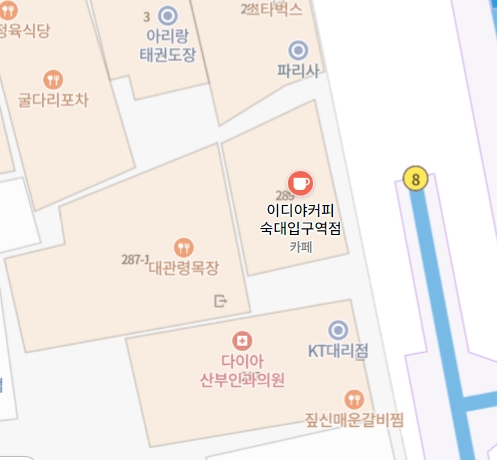 정육식당
3
아리랑
태권도장
스타벅스
파리사
굴다리포차
8
이디야커피
숙대입구역점
카페
287-1
대관령목장
KT대리점
다이아
산부인과의원
짚신매운갈비찜